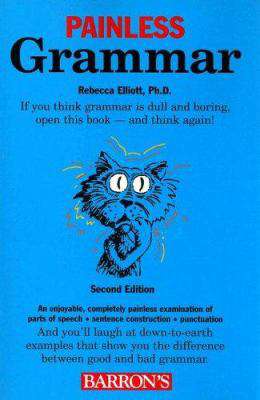 PAINLESS
Grammar
Rebecca Elliott, Ph.D.
If you think grammar is dull and boring,
open this book — and think again!
Second Edition
An enjoyable, completely painless examination of
parts of speech • sentence construction • punctuation
And you'll laugh at down-to-earth
examples that show you the difference
between good and bad grammar.
BARRON'S